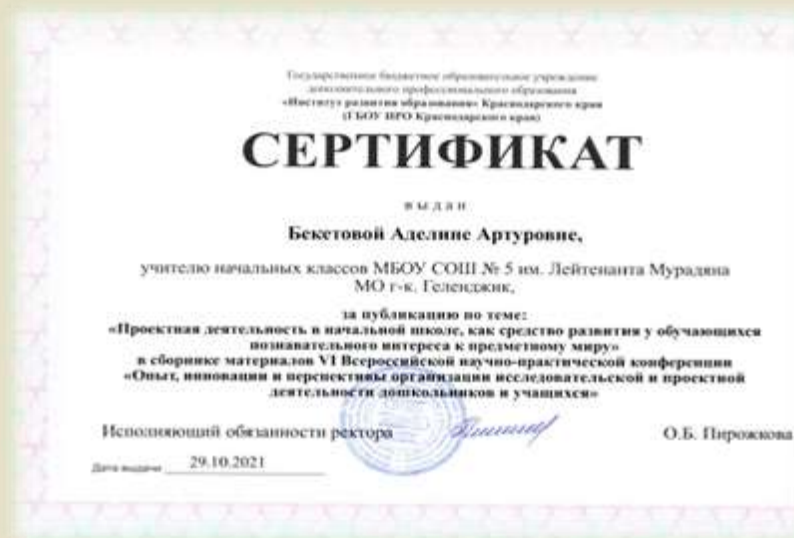 Государственное бюджетное образовательное учреждение
дополнительного профессионального образования
«Институт развития образования» Краснодарского края
(ГБОУ ИРО Краснодарского края)
СЕРТИФИКАТ
выдан
Бекетовой Аделине Артуровне,
учителю начальных классов МБОУ СОШ № 5 им. Лейтенанта Мурадяна
МО г-к. Геленджик,
за публикацию по теме:
«Проектная деятельность в начальной школе, как средство развития у обучающихся
познавательного интереса к предметному миру»
в сборнике материалов VI Всероссийской научно-практической конференции
«Опыт, инновации и перспективы организации исследовательской и проектной
деятельности дошкольников и учащихся»
Исполняющий обязанности ректора О.Б. Пирожкова
Дата выдачи 29.10.2021